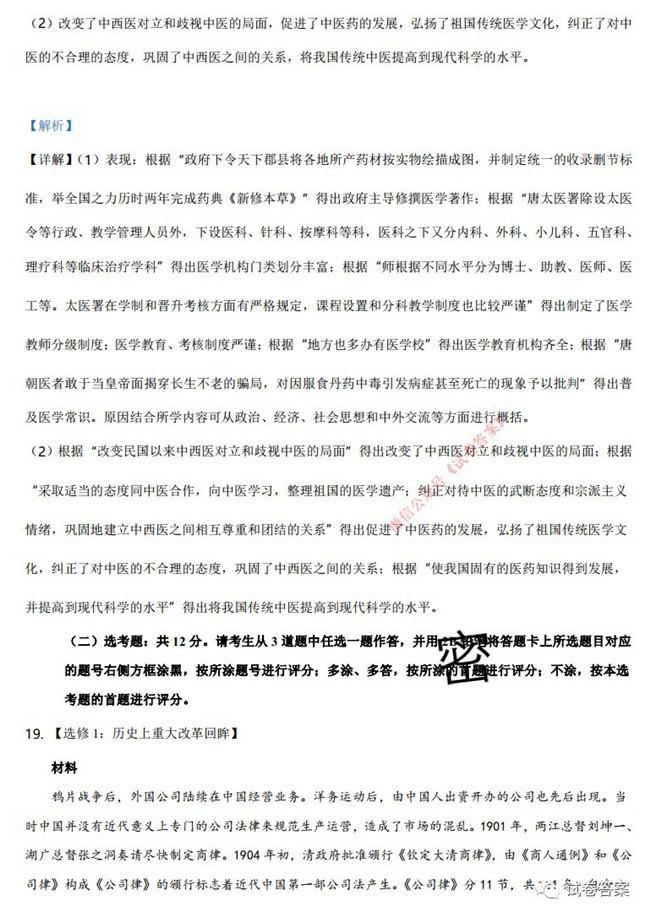 （2）改变了中西医对立和歧视中医的局面，促进了中医药的发展，弘扬了祖国传统医学文化，纠正了对中
医的不合理的态度，巩固了中西医之间的关系，将我国传统中医提高到现代科学的水平。
【解析】
【详解】（1）表现：根据“政府下令天下郡县将各地所产药材按实物绘描成图，并制定统一的收录删节标
准，举全国之力历时两年完成药典《新修本草》”得出政府主导修撰医学著作；根据“唐太医署除设太医
令等行政、教学管理人员外，下设医科、针科、按摩科等科，医科之下又分内科、外科、小儿科、五官科、
理疗科等临床治疗学科”得出医学机构门类划分丰富；根据“师根据不同水平分为博士、助教、医师、医
工等。太医署在学制和晋升考核方面有严格规定，课程设置和分科教学制度也比较严谨”得出制定了医学
教师分级制度；医学教育、考核制度严谨；根据“地方也多办有医学校”得出医学教育机构齐全；根据“唐
朝医者敢于当皇帝面揭穿长生不老的骗局，对因服食丹药中毒引发病症甚至死亡的现象予以批判”得出普
及医学常识。原因结合所学内容可从政治、经济、社会思想和中外交流等方面进行概括。
（2）根据“改变民国以来中西医对立和歧视中医的局面”得出改变了中西医对立和歧视中医的局面；根据
“采取适当的态度同中医合作，向中医学习，整理祖国的医学遗产；纠正对待中医的武断态度和宗派主义
情绪，巩固地建立中西医之间相互尊重和团结的关系”得出促进了中医药的发展，弘扬了祖国传统医学文
化，纠正了对中医的不合理的态度，巩固了中西医之间的关系；根据“使我国固有的医药知识得到发展，
并提高到现代科学的水平”得出将我国传统中医提高到现代科学的水平。
微信公众号《试卷答案》
（二）选考题：共 12 分。请考生从 3 道题中任选一题作答，并用 2B 铅笔将答题卡上所选题目对应
的题号右侧方框涂黑，按所涂题号进行评分；多涂、多答，按所涂的首题进行评分；不涂，按本选
考题的首题进行评分。
密
19. 【选修 1：历史上重大改革回眸】
材料
鸦片战争后，外国公司陆续在中国经营业务。洋务运动后，由中国人出资开办的公司也先后出现。当
时中国并没有近代意义上专门的公司法律来规范生产运营，造成了市场的混乱。1901 年，两江总督刘坤一、
湖广总督张之洞奏请尽快制定商律。1904 年初，清政府批准颁行《钦定大清商律》，由《商人通例》和《公
司律》构成《公司律》的颁行标志着近代中国第一部公司法产生。《公司律》分 11 节，共
试卷答案